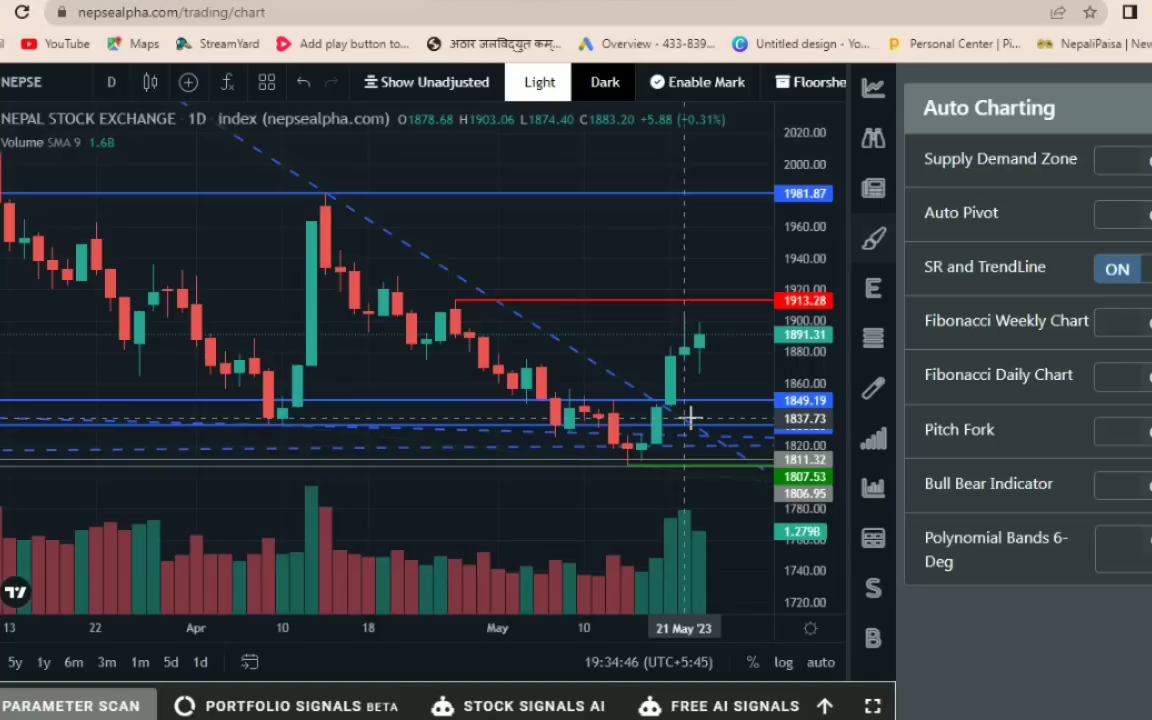 nepsealpha.com/trading/chart
YouTube Maps StreamYard Add play button to... अठार जलविद्युत कम्... Overview - 433-839... Untitled design - Yo... Personal Center | Pi... NepaliPaisa | New
NEPSE D Show Unadjusted Light Dark Enable Mark Floorshe
NEPAL STOCK EXCHANGE · 1D · index (nepsealpha.com) O1878.68 H1903.06 L1874.40 C1883.20 +5.88 (+0.31%)
Volume SMA 9 1.6B
2020.00
2000.00
1981.87
1960.00
1940.00
1920.00
1913.28
1900.00
1891.31
1880.00
1860.00
1849.19
1837.73
1820.00
1811.32
1807.53
1806.95
1780.00
1.279B
1760.00
1740.00
1720.00
13 22 Apr 10 18 May 10 21 May '23
5y 1y 6m 3m 1m 5d 1d 19:34:46 (UTC+5:45) % log auto
PARAMETER SCAN PORTFOLIO SIGNALS BETA STOCK SIGNALS AI FREE AI SIGNALS
E
S
B
Auto Charting
Supply Demand Zone
Auto Pivot
SR and TrendLine ON
Fibonacci Weekly Chart
Fibonacci Daily Chart
Pitch Fork
Bull Bear Indicator
Polynomial Bands 6-
Deg